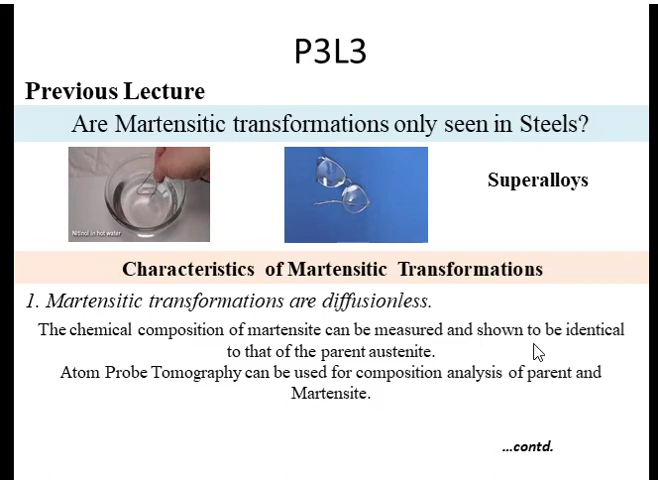 P3L3
Previous Lecture
Are Martensitic transformations only seen in Steels?
Nitinol in hot water
Superalloys
Characteristics of Martensitic Transformations
1. Martensitic transformations are diffusionless.
The chemical composition of martensite can be measured and shown to be identical
to that of the parent austenite.
Atom Probe Tomography can be used for composition analysis of parent and
Martensite.
...contd.